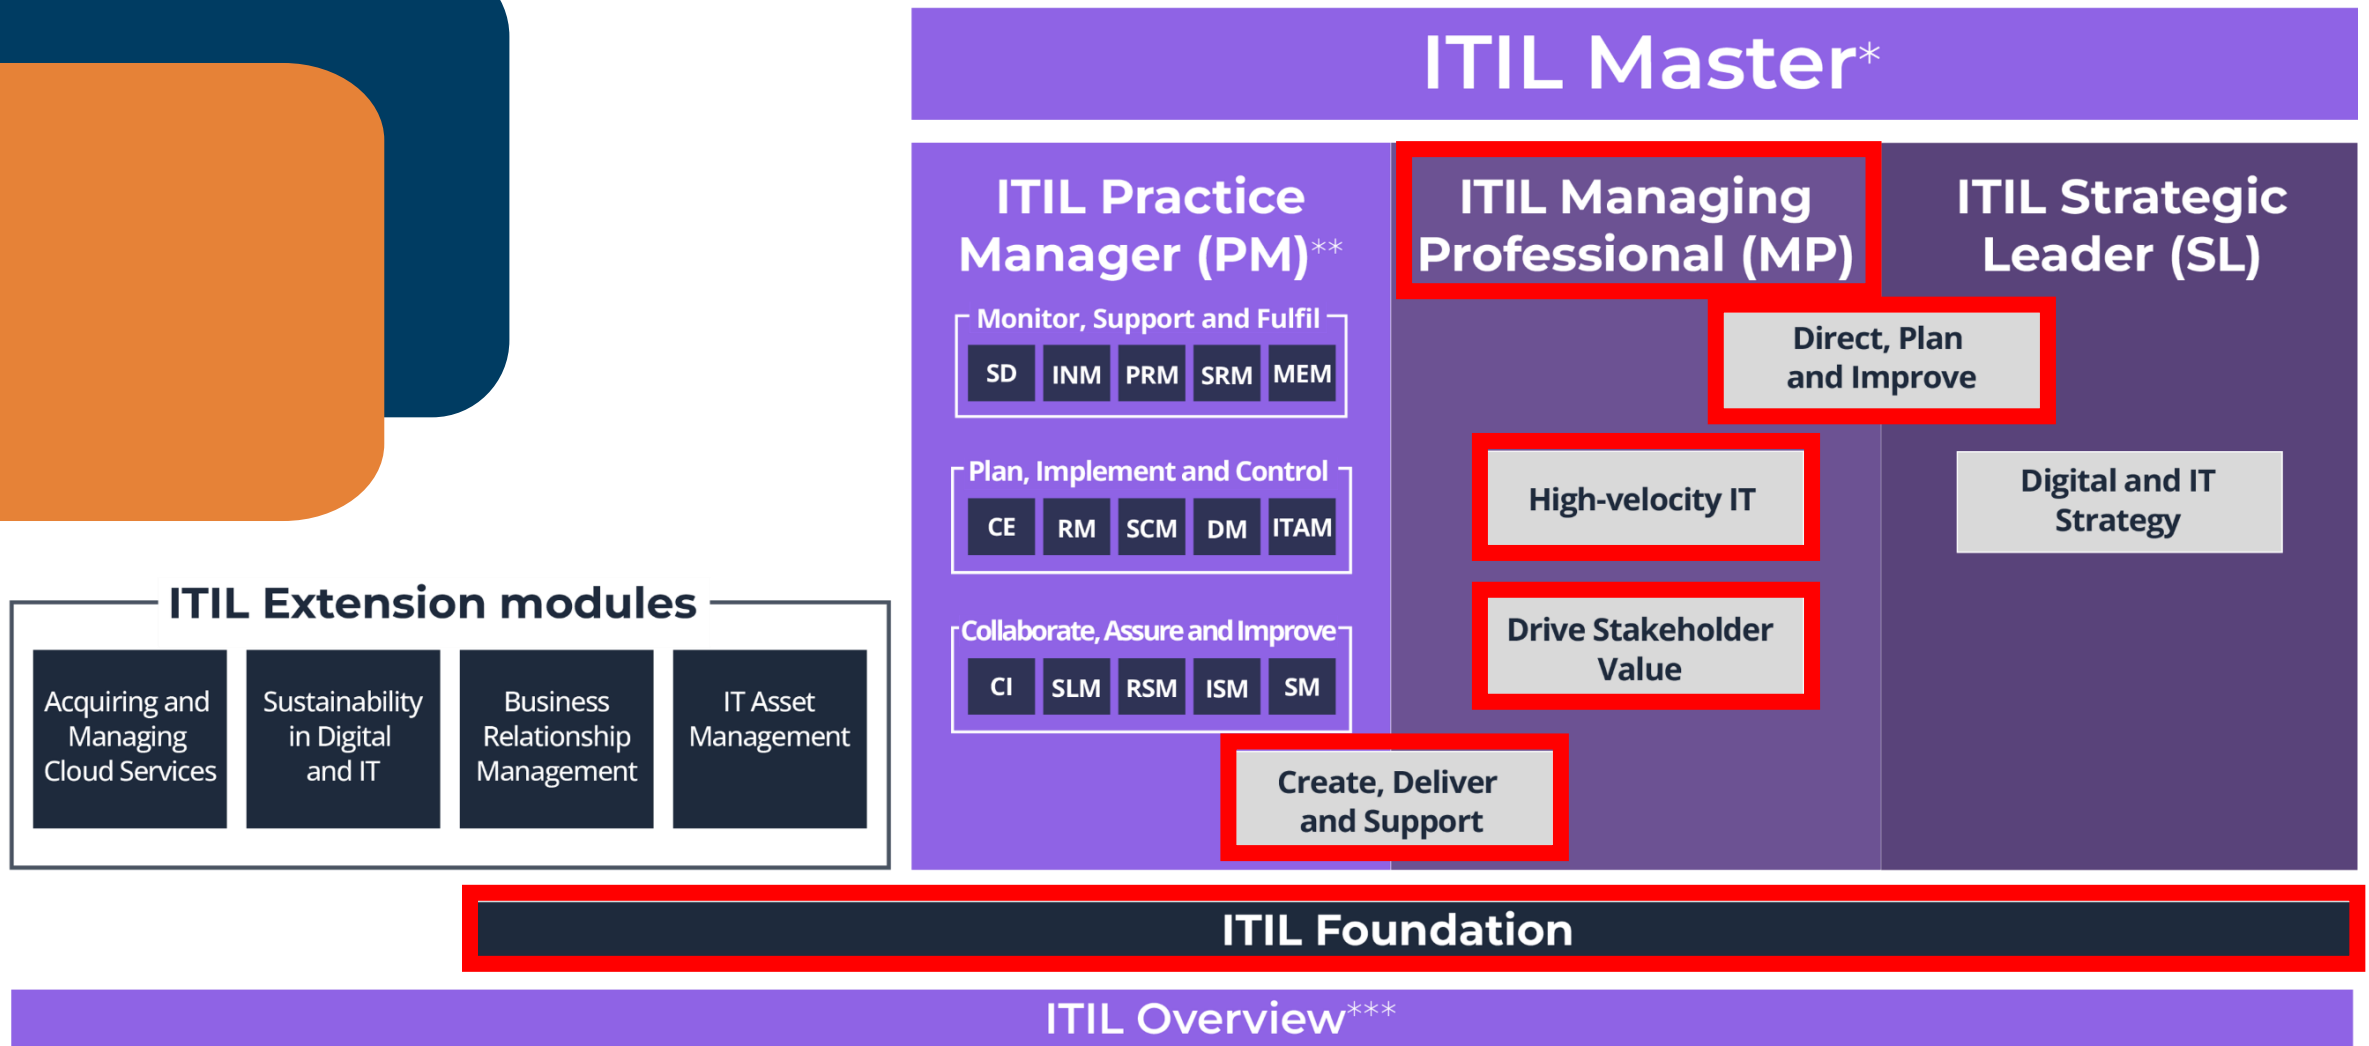 ITIL Master*
ITIL Practice
Manager (PM)**
Monitor, Support and Fulfil
SD INM PRM SRM MEM
Plan, Implement and Control
CE RM SCM DM ITAM
Collaborate, Assure and Improve
CI SLM RSM ISM SM
ITIL Managing
Professional (MP)
ITIL Strategic
Leader (SL)
Direct, Plan
and Improve
High-velocity IT
Digital and IT
Strategy
Drive Stakeholder
Value
Create, Deliver
and Support
ITIL Extension modules
Acquiring and
Managing
Cloud Services
Sustainability
in Digital
and IT
Business
Relationship
Management
IT Asset
Management
ITIL Foundation
ITIL Overview***